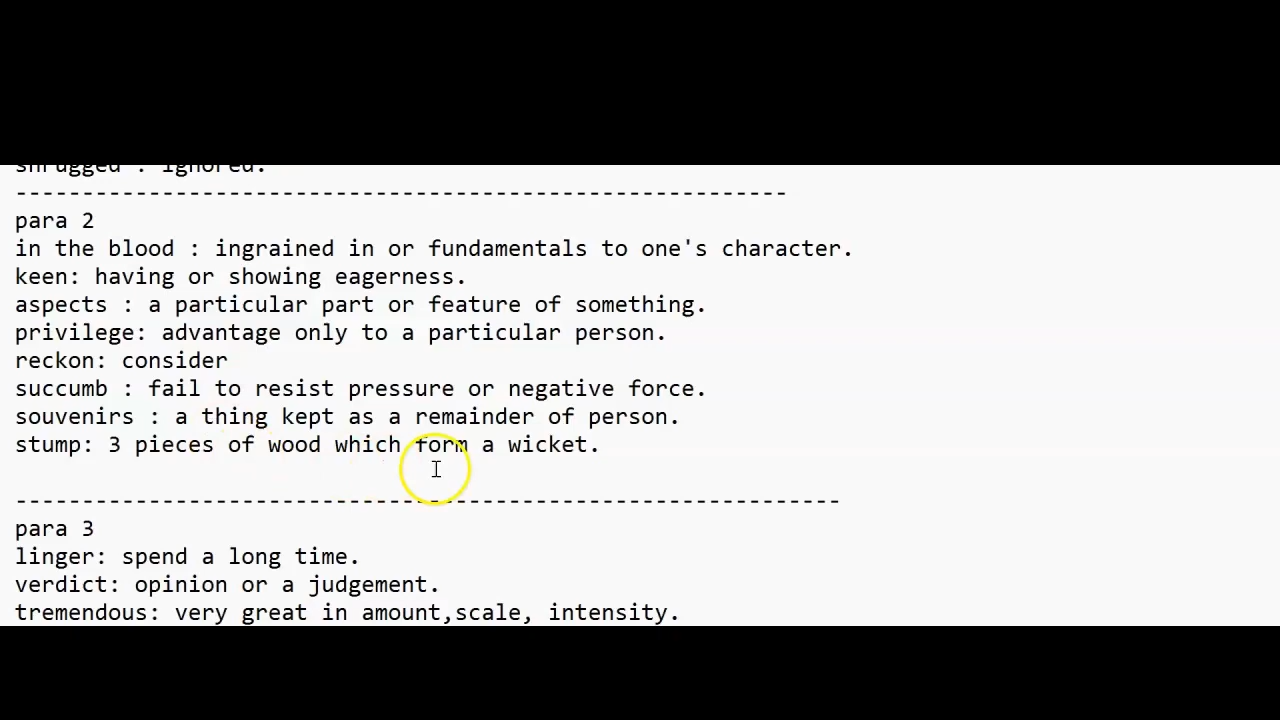 shrugged : ignored.
------------------------------------------------------------
para 2
in the blood : ingrained in or fundamentals to one's character.
keen: having or showing eagerness.
aspects : a particular part or feature of something.
privilege: advantage only to a particular person.
reckon: consider
succumb : fail to resist pressure or negative force.
souvenirs : a thing kept as a remainder of person.
stump: 3 pieces of wood which form a wicket.
--------------------------------------------------------------
para 3
linger: spend a long time.
verdict: opinion or a judgement.
tremendous: very great in amount,scale, intensity.